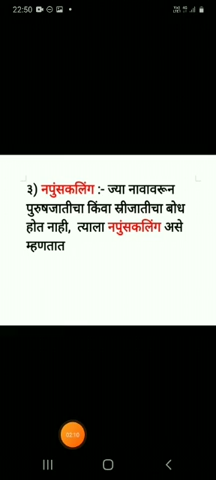 22:50
३) नपुंसकलिंग :- ज्या नावावरून
पुरुषजातीचा किंवा स्त्रीजातीचा बोध
होत नाही, त्याला नपुंसकलिंग असे
म्हणतात
02:10